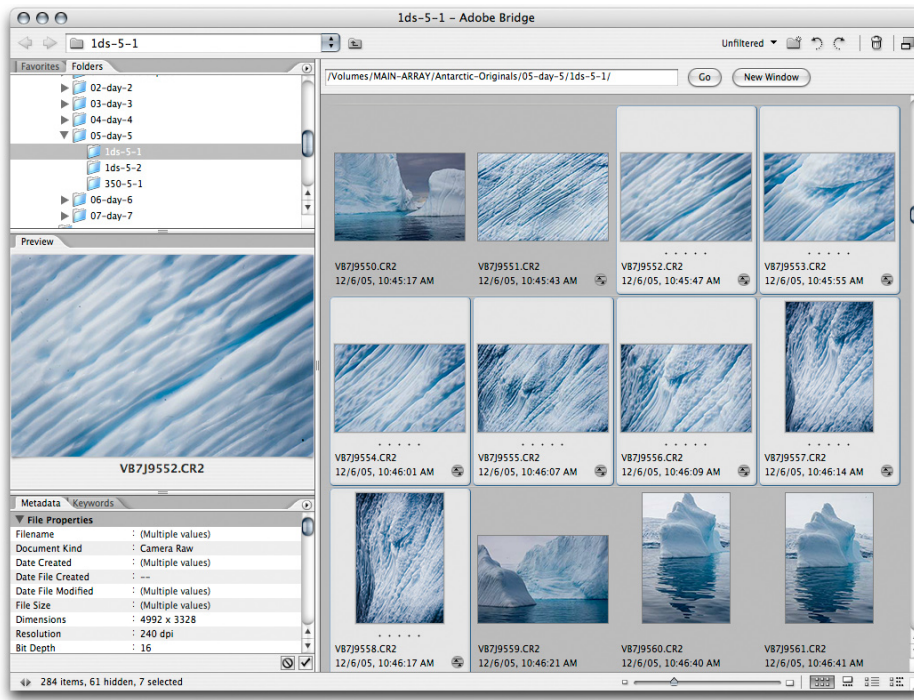 1ds-5-1 – Adobe Bridge
1ds-5-1
Unfiltered
Favorites Folders
/Volumes/MAIN-ARRAY/Antarctic-Originals/05-day-5/1ds-5-1/
Go
New Window
02-day-2
03-day-3
04-day-4
05-day-5
1ds-5-1
1ds-5-2
350-5-1
06-day-6
07-day-7
Preview
VB7J9552.CR2
Metadata Keywords
File Properties
Filename : (Multiple values)
Document Kind : Camera Raw
Date Created : (Multiple values)
Date File Created : --
Date File Modified : (Multiple values)
File Size : (Multiple values)
Dimensions : 4992 x 3328
Resolution : 240 dpi
Bit Depth : 16
VB7J9550.CR2
12/6/05, 10:45:17 AM
VB7J9551.CR2
12/6/05, 10:45:43 AM
VB7J9552.CR2
12/6/05, 10:45:47 AM
VB7J9553.CR2
12/6/05, 10:45:55 AM
VB7J9554.CR2
12/6/05, 10:46:01 AM
VB7J9555.CR2
12/6/05, 10:46:07 AM
VB7J9556.CR2
12/6/05, 10:46:09 AM
VB7J9557.CR2
12/6/05, 10:46:14 AM
VB7J9558.CR2
12/6/05, 10:46:17 AM
VB7J9559.CR2
12/6/05, 10:46:21 AM
VB7J9560.CR2
12/6/05, 10:46:40 AM
VB7J9561.CR2
12/6/05, 10:46:41 AM
284 items, 61 hidden, 7 selected